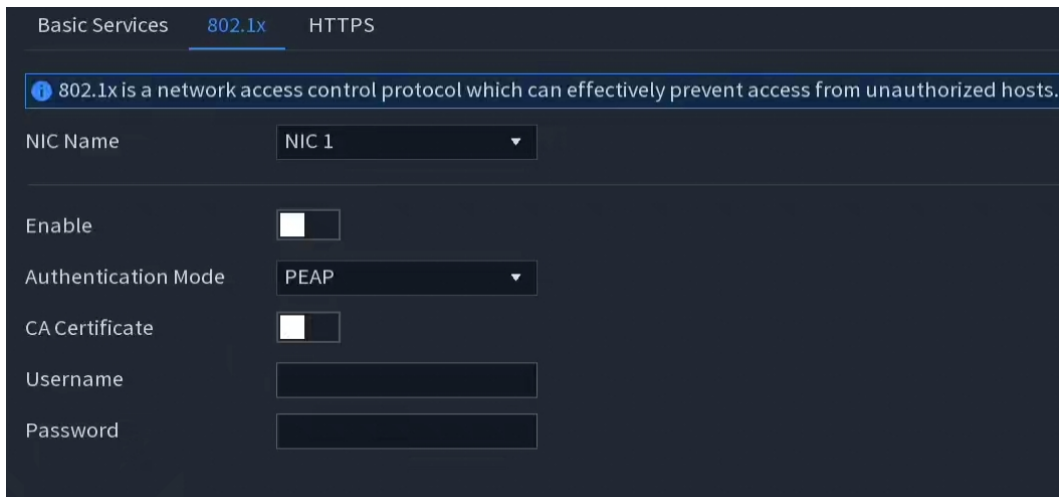 Basic Services 802.1x HTTPS
802.1x is a network access control protocol which can effectively prevent access from unauthorized hosts.
NIC Name NIC 1
Enable
Authentication Mode PEAP
CA Certificate
Username
Password